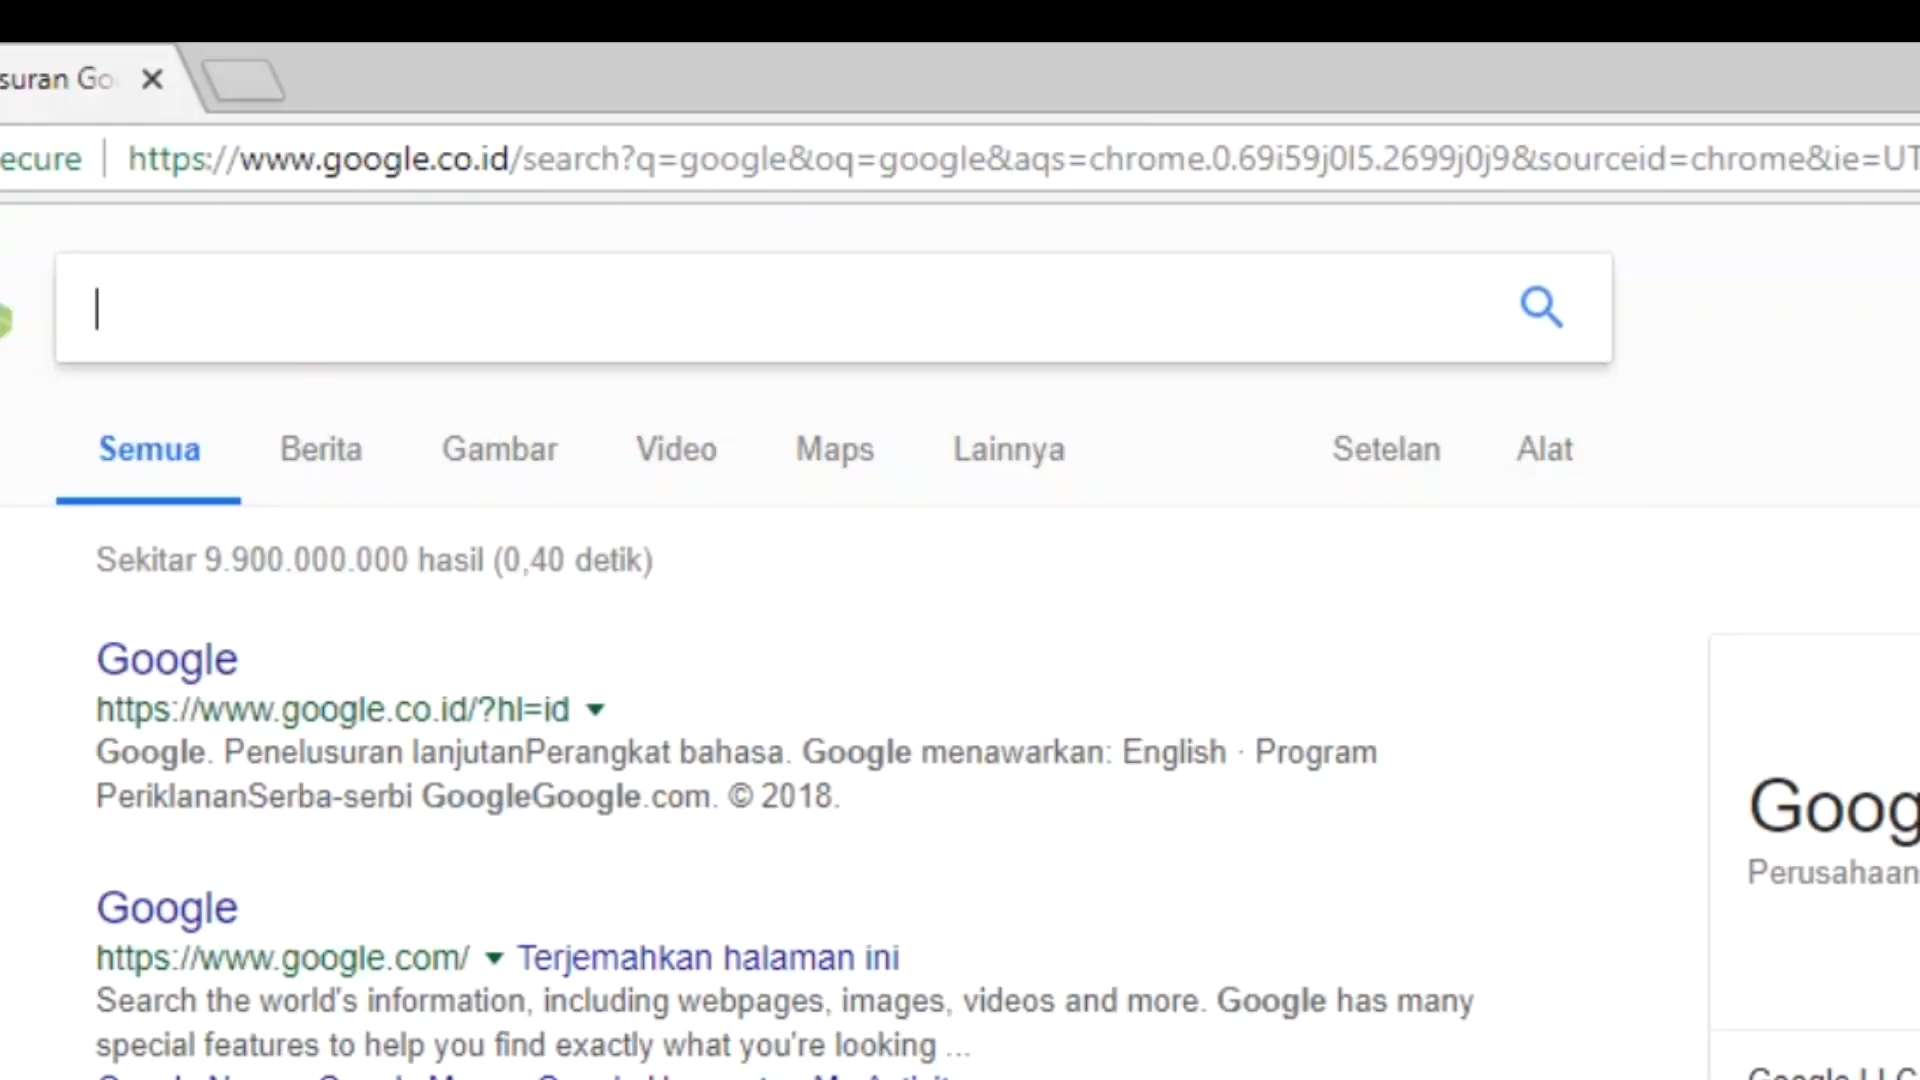 suran Go
ecure
https://www.google.co.id/search?q=google&oq=google&aqs=chrome.0.69i59j0l5.2699j0j9&sourceid=chrome&ie=UT
Semua Berita Gambar Video Maps Lainnya Setelan Alat
Sekitar 9.900.000.000 hasil (0,40 detik)
Google
https://www.google.co.id/?hl=id
Google. Penelusuran lanjutanPerangkat bahasa. Google menawarkan: English · Program
PeriklananSerba-serbi GoogleGoogle.com. © 2018.
Goog
Perusahaan
Google
https://www.google.com/ Terjemahkan halaman ini
Search the world's information, including webpages, images, videos and more. Google has many
special features to help you find exactly what you're looking ...